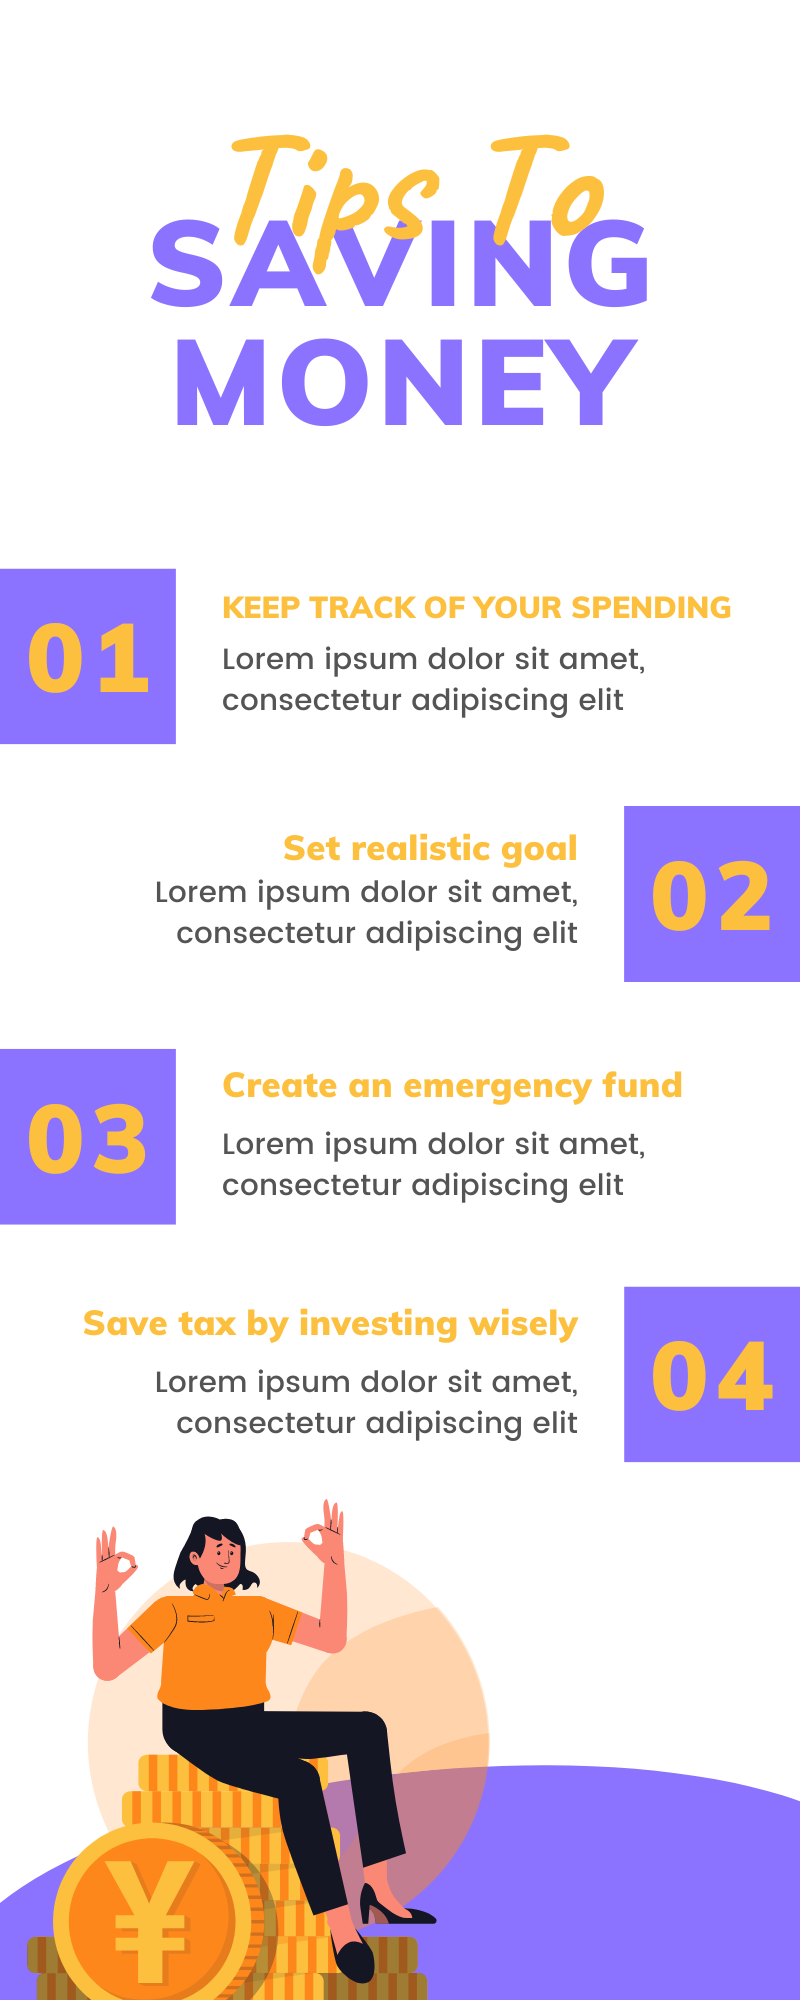 Tips To
SAVING
MONEY
01
KEEP TRACK OF YOUR SPENDING
Lorem ipsum dolor sit amet,
consectetur adipiscing elit
Set realistic goal
Lorem ipsum dolor sit amet,
consectetur adipiscing elit
02
03
Create an emergency fund
Lorem ipsum dolor sit amet,
consectetur adipiscing elit
Save tax by investing wisely
Lorem ipsum dolor sit amet,
consectetur adipiscing elit
04
¥